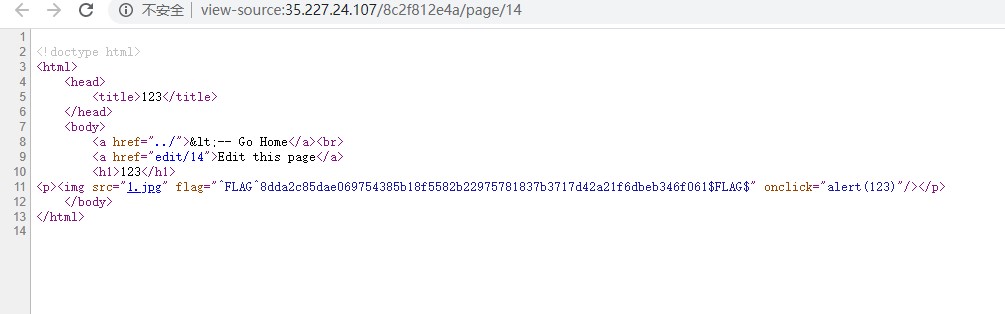 不安全 | view-source:35.227.24.107/8c2f812e4a/page/14
1
2 <!doctype html>
3 <html>
4 <head>
5 <title>123</title>
6 </head>
7 <body>
8 <a href="../">&lt;-- Go Home</a><br>
9 <a href="edit/14">Edit this page</a>
10 <h1>123</h1>
11 <p><img src="1.jpg" flag="^FLAG^8dda2c85dae069754385b18f5582b22975781837b3717d42a21f6dbeb346f061$FLAG$" onclick="alert(123)"/></p>
12 </body>
13 </html>
14